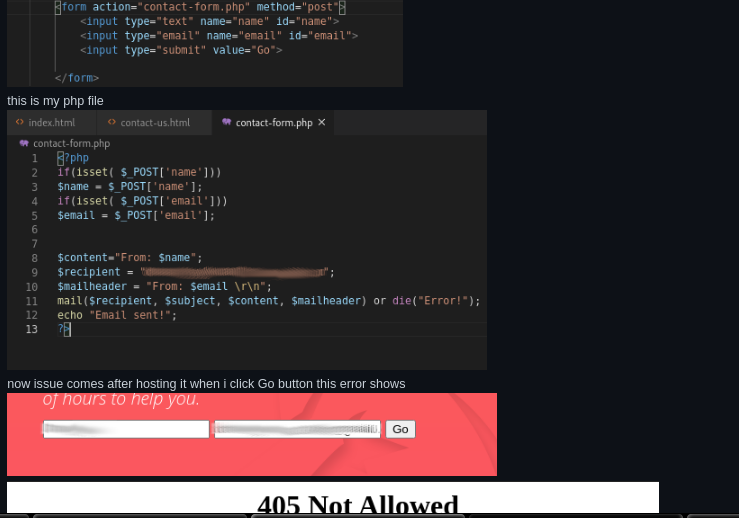 <form action="contact-form.php" method="post">
<input type="text" name="name" id="name">
<input type="email" name="email" id="email">
<input type="submit" value="Go">
</form>
this is my php file
index.html contact-us.html contact-form.php ×
contact-form.php
1 <?php
2 if(isset( $_POST['name']))
3 $name = $_POST['name'];
4 if(isset( $_POST['email']))
5 $email = $_POST['email'];
6
7
8 $content="From: $name";
9 $recipient = "";
10 $mailheader = "From: $email \r\n";
11 mail($recipient, $subject, $content, $mailheader) or die("Error!");
12 echo "Email sent!";
13 ?>
now issue comes after hosting it when i click Go button this error shows
of hours to help you.
Go
405 Not Allowed